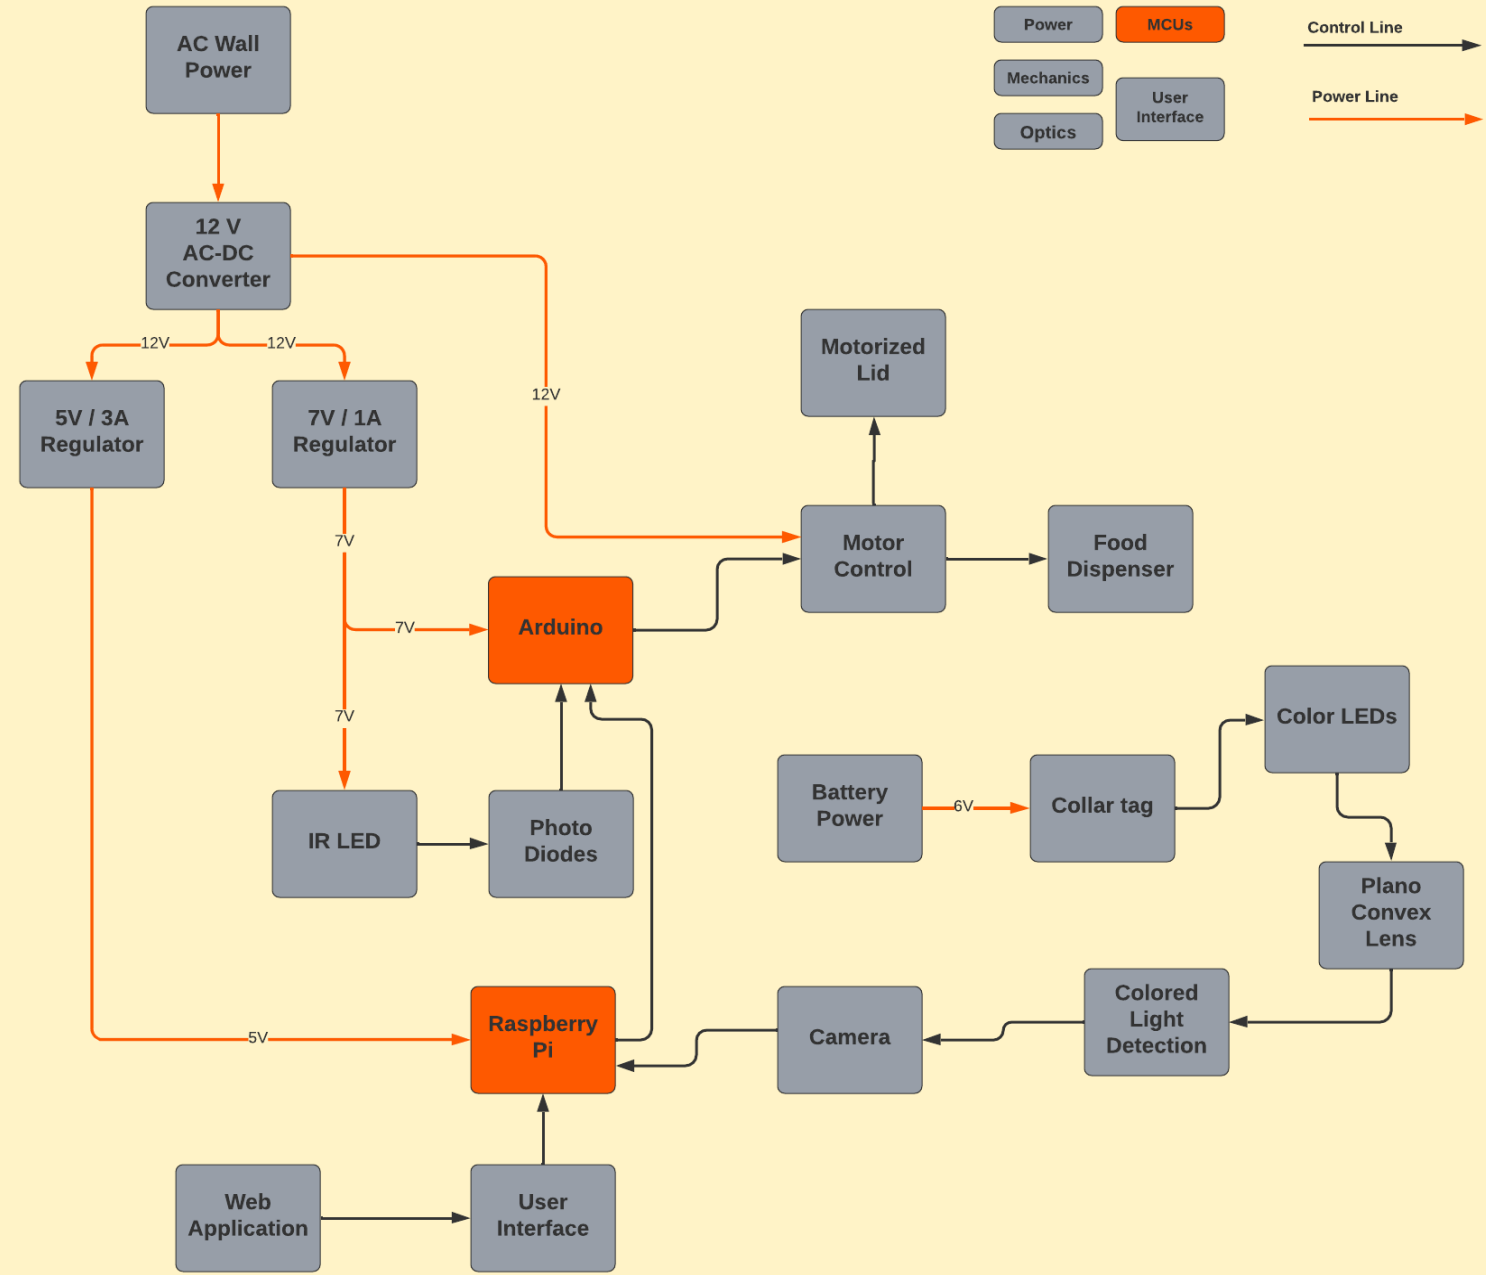 AC Wall
Power
Power
MCUs
Control Line
Mechanics
User
Interface
Power Line
Optics
12 V
AC-DC
Converter
12V
12V
12V
5V / 3A
Regulator
7V / 1A
Regulator
Motorized
Lid
7V
Motor
Control
Food
Dispenser
7V
Arduino
7V
Color LEDs
Battery
Power
6V
Collar tag
IR LED
Photo
Diodes
Plano
Convex
Lens
5V
Raspberry
Pi
Camera
Colored
Light
Detection
Web
Application
User
Interface